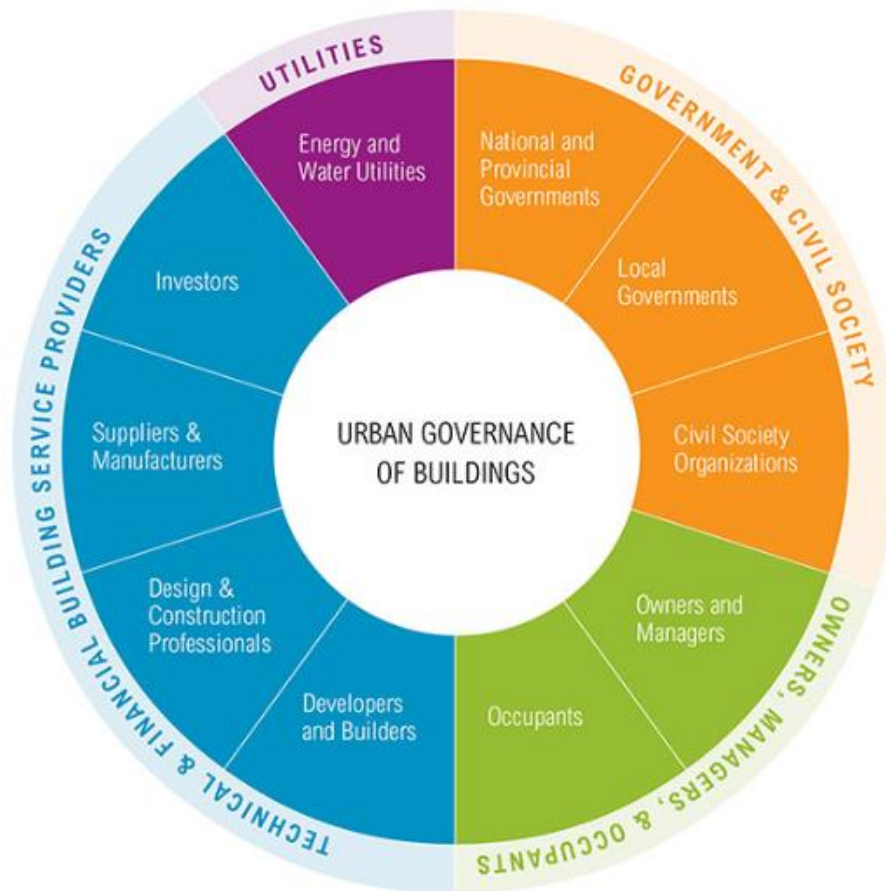 UTILITIES
GOVERNMENT & CIVIL SOCIETY
OWNERS, MANAGERS, & OCCUPANTS
TECHNICAL & FINANCIAL BUILDING SERVICE PROVIDERS
Energy and
Water Utilities
National and
Provincial
Governments
Local
Governments
Civil Society
Organizations
Owners and
Managers
Occupants
Developers
and Builders
Design &
Construction
Professionals
Suppliers &
Manufacturers
Investors
URBAN GOVERNANCE
OF BUILDINGS